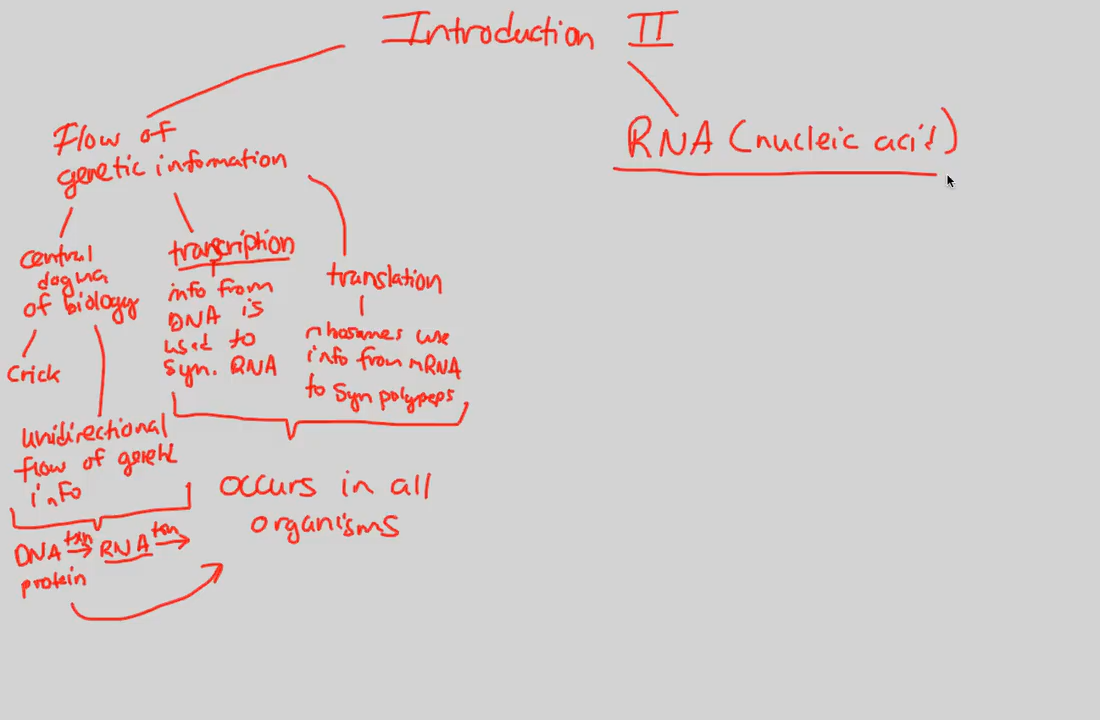 Introduction II
Flow of
genetic information
RNA (nucleic acid)
central
dogma
of biology
Crick
unidirectional
flow of genetic
info
DNA txn RNA tsn
protein
transcription
info from
DNA is
used to
syn. RNA
translation
ribosomes use
info from mRNA
to syn polypeps
occurs in all
organisms